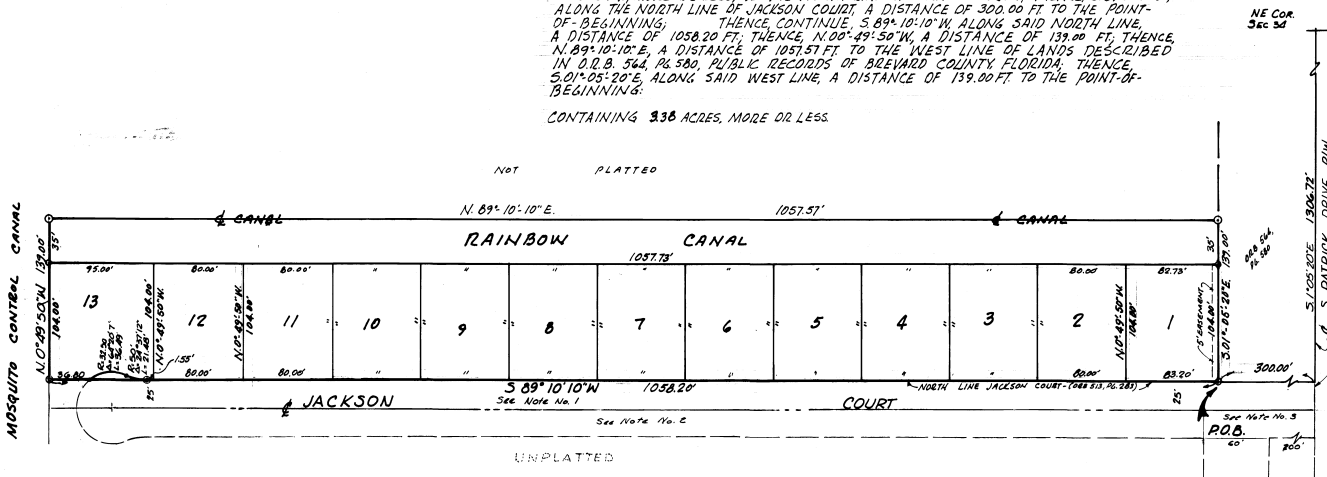 ALONG THE NORTH LINE OF JACKSON COURT, A DISTANCE OF 300.00 FT. TO THE POINT-
OF-BEGINNING; THENCE, CONTINUE, S.89°-10'-10"W, ALONG SAID NORTH LINE,
A DISTANCE OF 1058.20 FT; THENCE, N.00°-49'-50"W, A DISTANCE OF 139.00 FT; THENCE,
N.89°-10'-10"E, A DISTANCE OF 1057.57 FT. TO THE WEST LINE OF LANDS DESCRIBED
IN O.R.B. 564, PG. 580, PUBLIC RECORDS OF BREVARD COUNTY, FLORIDA; THENCE,
S.01°-05'-20"E, ALONG SAID WEST LINE, A DISTANCE OF 139.00 FT. TO THE POINT-OF-
BEGINNING:
CONTAINING 3.38 ACRES, MORE OR LESS.
NE COR.
SEC 34
NOT PLATTED
N. 89°-10'-10"E. 1057.57'
℄ CANAL
℄ CANAL
RAINBOW CANAL
1057.73'
MOSQUITO CONTROL CANAL
N.0°49'50"W 139.00'
35'
104.00'
95.00' 80.00' 80.00' " " " " " " " " 80.00 82.73'
13 12 11 10 9 8 7 6 5 4 3 2 1
104.00'
N.0°-49'-50"W.
N.0°-49'-50"W.
104.00'
N.0°-49'-50"W
104.00'
5' EASEMENT
104.00'
S.01°-05'-20"E 139.00'
35'
ORB 564,
PG. 580
S.1°05'20"E 1306.72'
S. PATRICK DRIVE R/W
L=36.89
R=50'
L=21.48'
1.55'
36.80 80.00' 80.00' " " " " " " " " 80.00' 83.20'
25'
S 89°10'10"W 1058.20'
NORTH LINE JACKSON COURT-(ORB 513, PG. 283)
25'
300.00'
See Note No. 1
℄ JACKSON COURT
See Note No. 2
See Note No. 3
P.O.B.
60'
200'
UNPLATTED